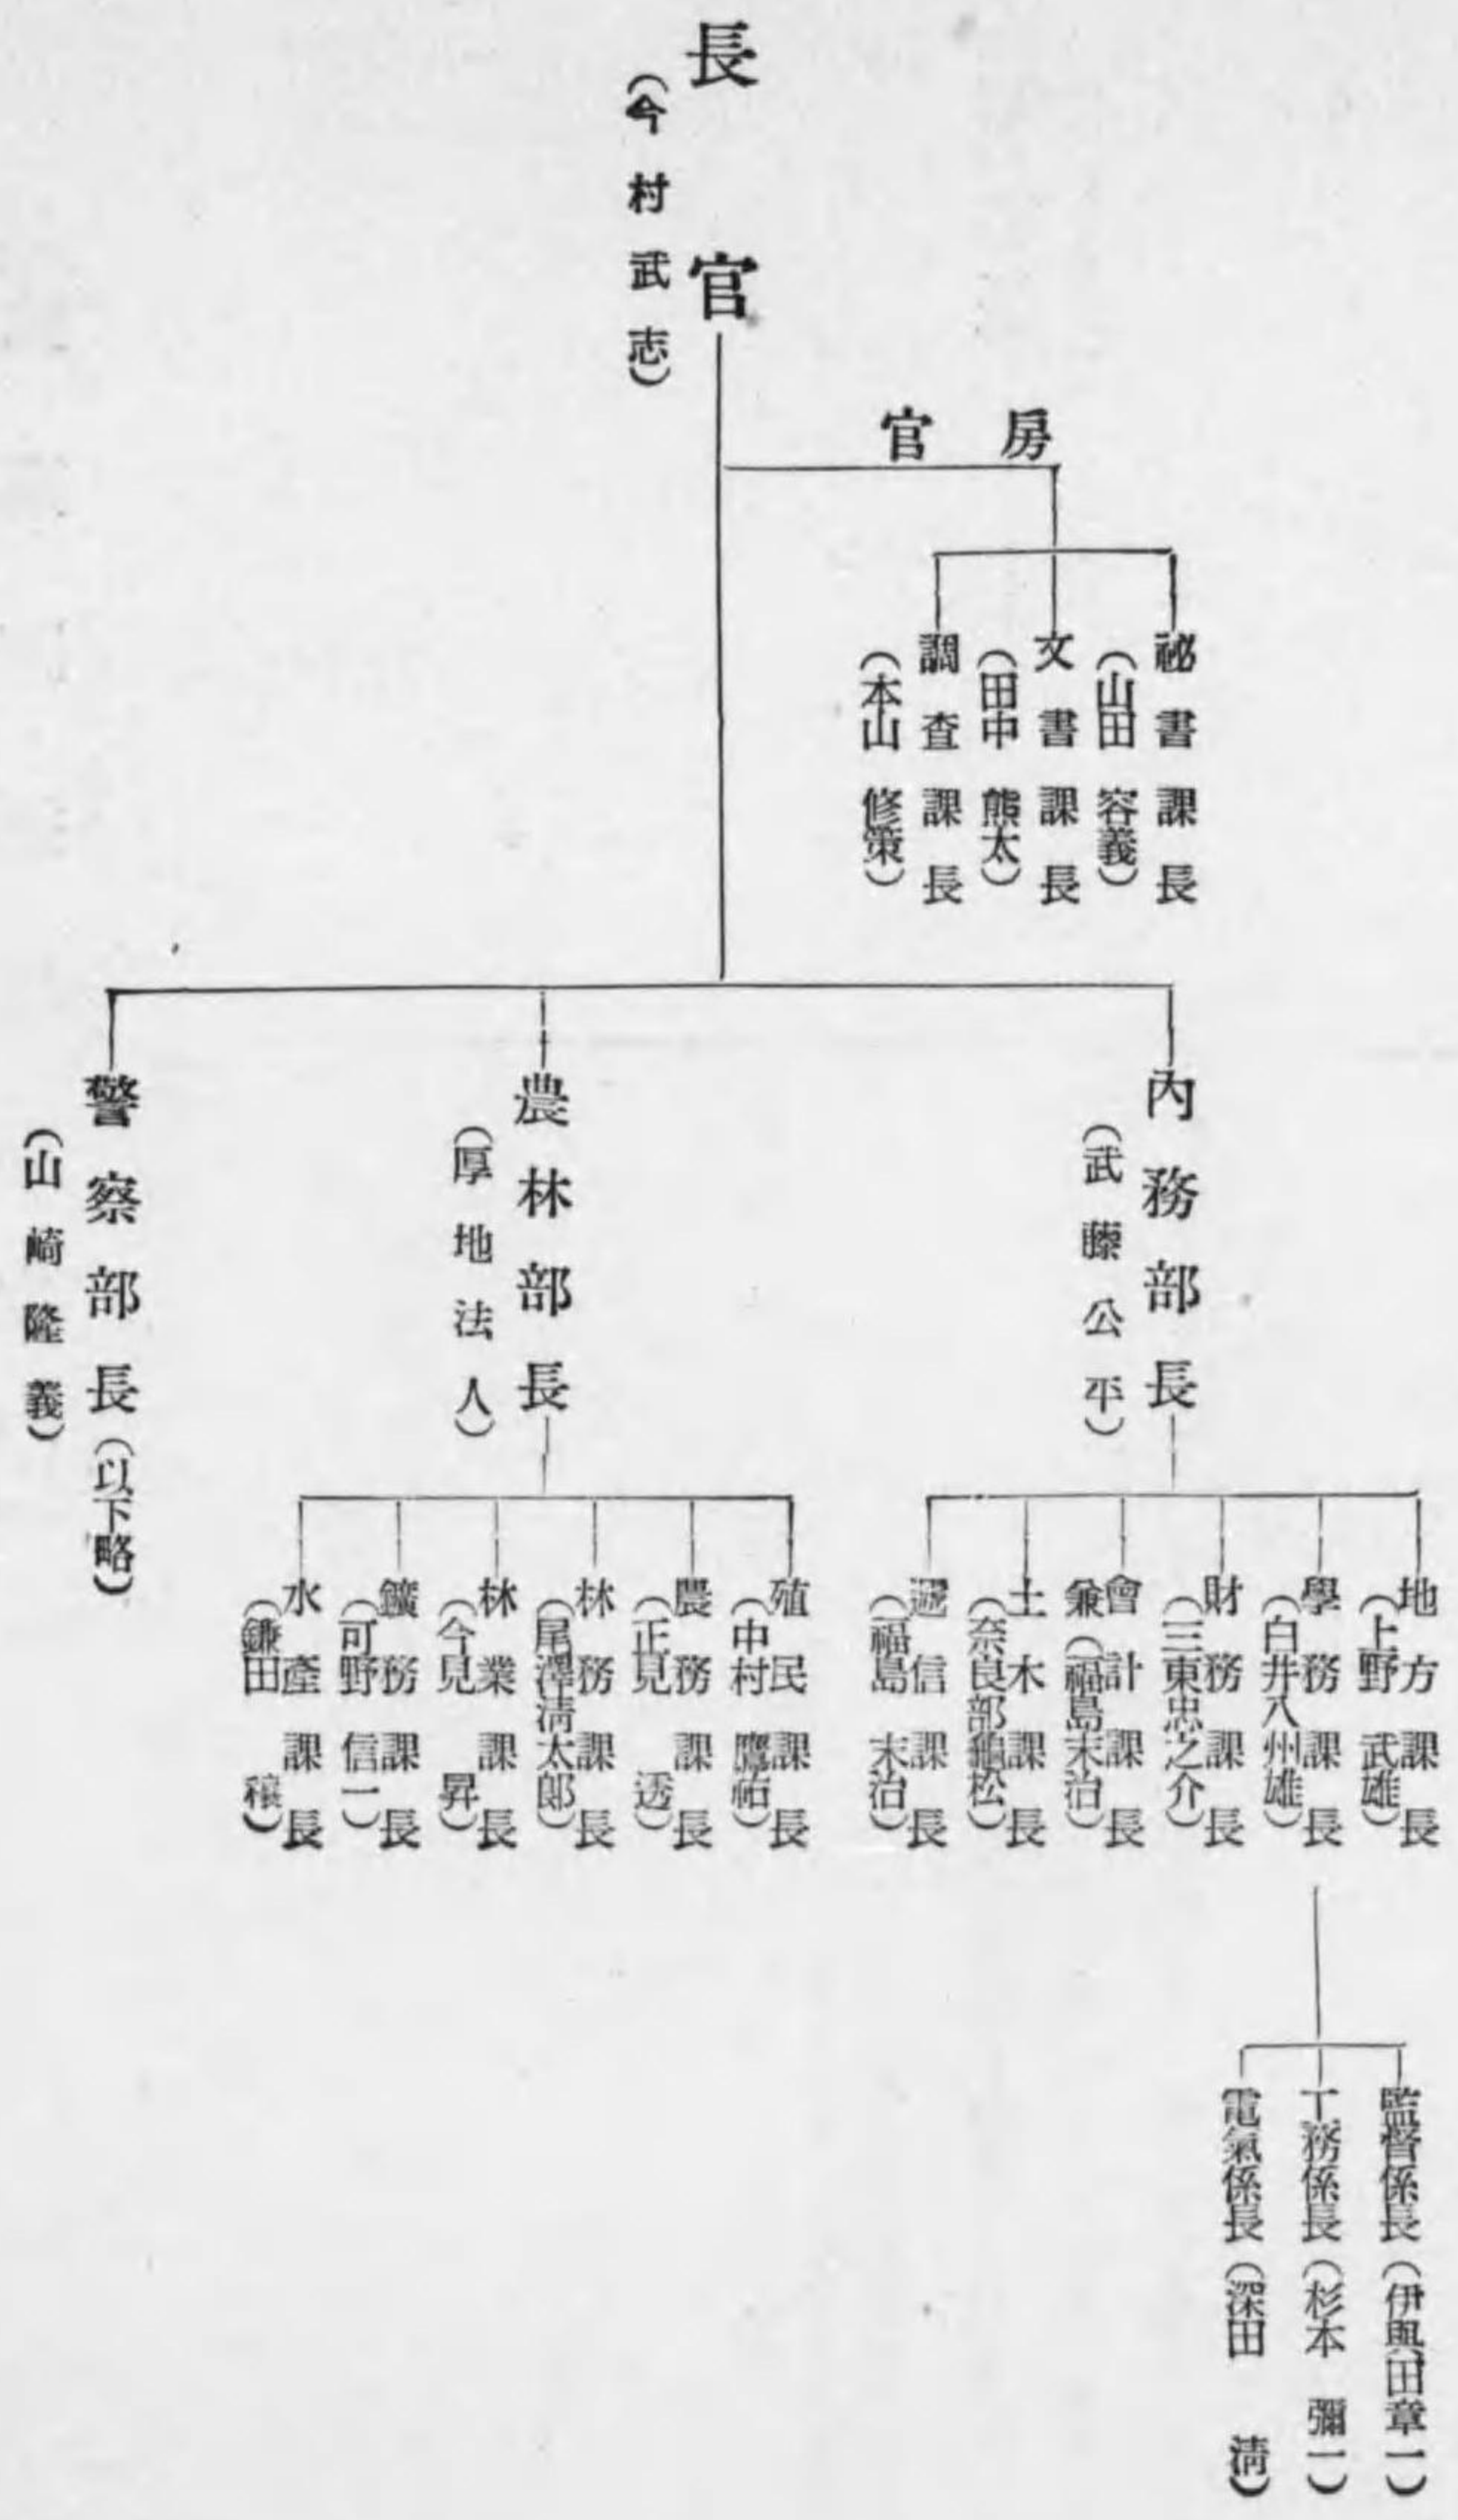 長官
(今村武志)
官房
祕書課長
(山田容義)
文書課長
(田中熊太)
調査課長
(本山修策)
內務部長
(武藤公平)
地方課長
(上野武雄)
學務課長
(白井八州雄)
財務課長
(三東忠之介)
會計課長
兼(福島末治)
土木課長
(奈良部龜松)
遞信課長
(福島末治)
監督係長(伊與田章一)
工務係長(杉本彌一)
電氣係長(深田淸)
農林部長
(厚地法人)
殖民課長
(中村鷹祐)
農務課長
(正見透)
林務課長
(尾澤淸太郞)
林業課長
(今見昇)
鑛務課長
(可野信一)
水產課長
(鎌田穰)
警察部長(以下略)
(山崎隆義)